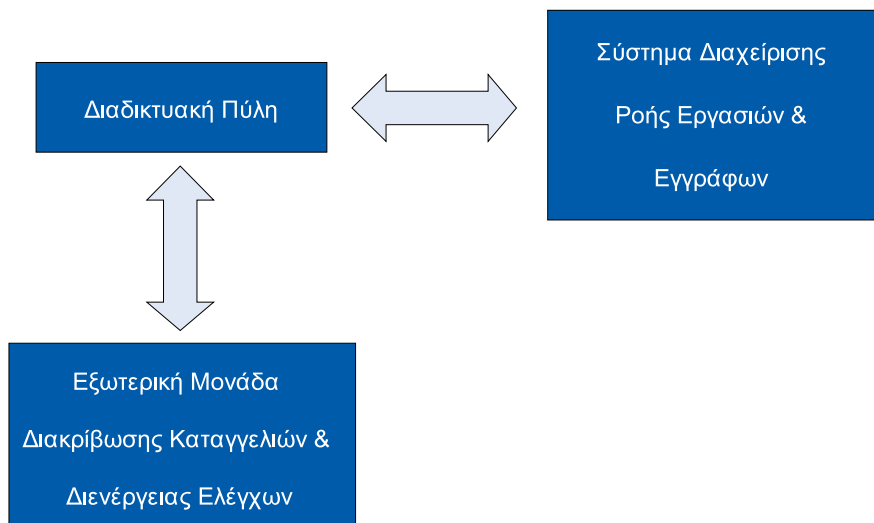 Διαδικτυακή Πύλη
Σύστημα Διαχείρισης
Ροής Εργασιών &
Εγγράφων
Εξωτερική Μονάδα
Διακρίβωσης Καταγγελιών &
Διενέργειας Ελέγχων